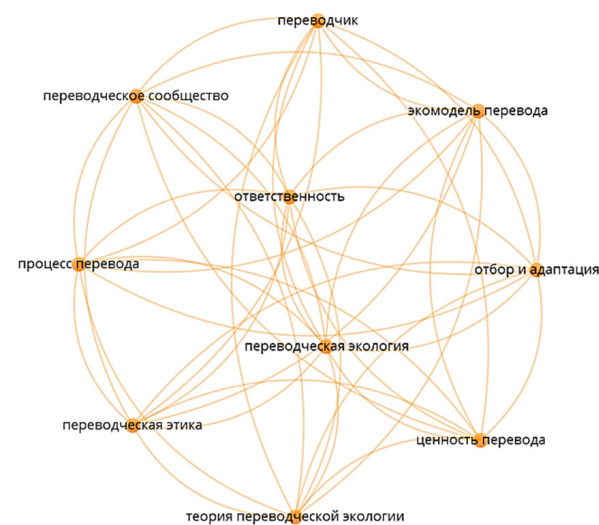 переводчик
переводческое сообщество
экомодель перевода
ответственность
процесс перевода
отбор и адаптация
переводческая экология
переводческая этика
ценность перевода
теория переводческой экологии